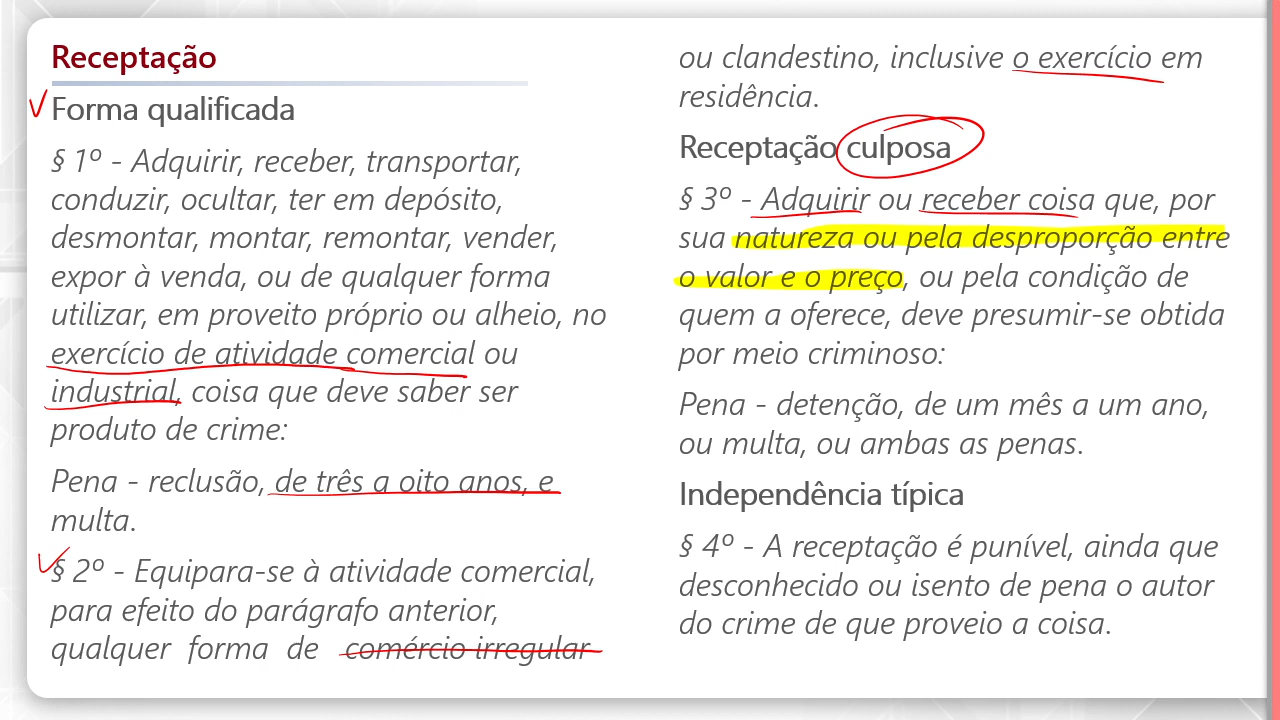 Receptação
Forma qualificada
§ 1º - Adquirir, receber, transportar,
conduzir, ocultar, ter em depósito,
desmontar, montar, remontar, vender,
expor à venda, ou de qualquer forma
utilizar, em proveito próprio ou alheio, no
exercício de atividade comercial ou
industrial, coisa que deve saber ser
produto de crime:
Pena - reclusão, de três a oito anos, e
multa.
§ 2º - Equipara-se à atividade comercial,
para efeito do parágrafo anterior,
qualquer forma de comércio irregular
ou clandestino, inclusive o exercício em
residência.
Receptação culposa
§ 3º - Adquirir ou receber coisa que, por
sua natureza ou pela desproporção entre
o valor e o preço, ou pela condição de
quem a oferece, deve presumir-se obtida
por meio criminoso:
Pena - detenção, de um mês a um ano,
ou multa, ou ambas as penas.
Independência típica
§ 4º - A receptação é punível, ainda que
desconhecido ou isento de pena o autor
do crime de que proveio a coisa.